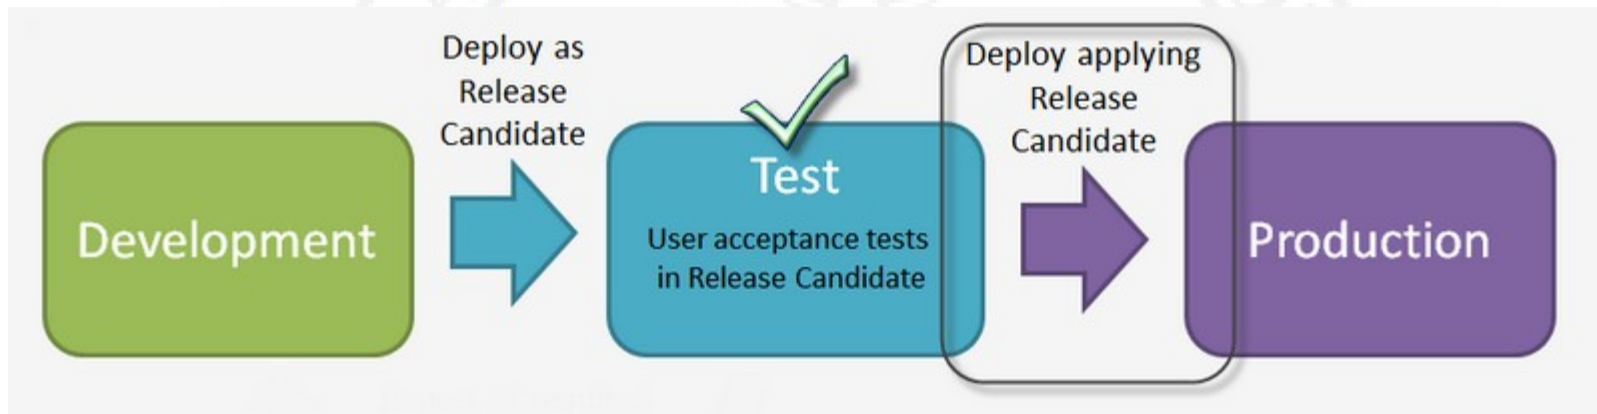 Development
Deploy as
Release
Candidate
Test
User acceptance tests
in Release Candidate
Deploy applying
Release
Candidate
Production